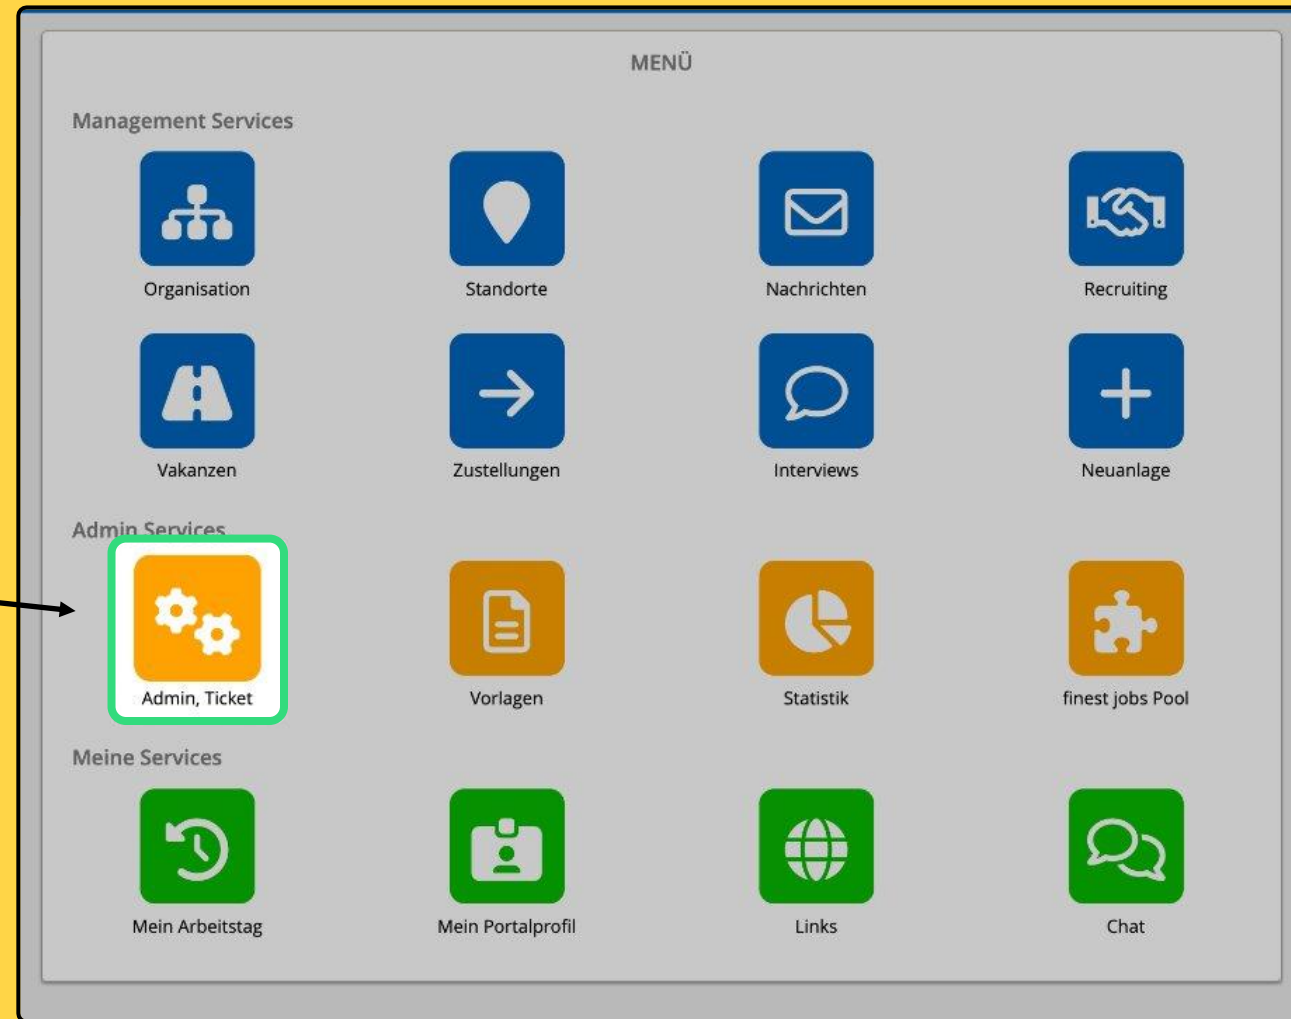 MENÜ
Management Services
Organisation
Standorte
Nachrichten
Recruiting
Vakanzen
Zustellungen
Interviews
Neuanlage
Admin Services
Admin, Ticket
Vorlagen
Statistik
finest jobs Pool
Meine Services
Mein Arbeitstag
Mein Portalprofil
Links
Chat